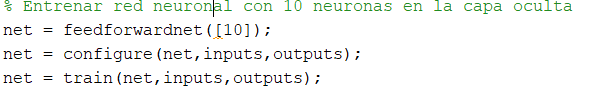 % Entrenar red neuronal con 10 neuronas en la capa oculta
net = feedforwardnet([10]);
net = configure(net,inputs,outputs);
net = train(net,inputs,outputs);